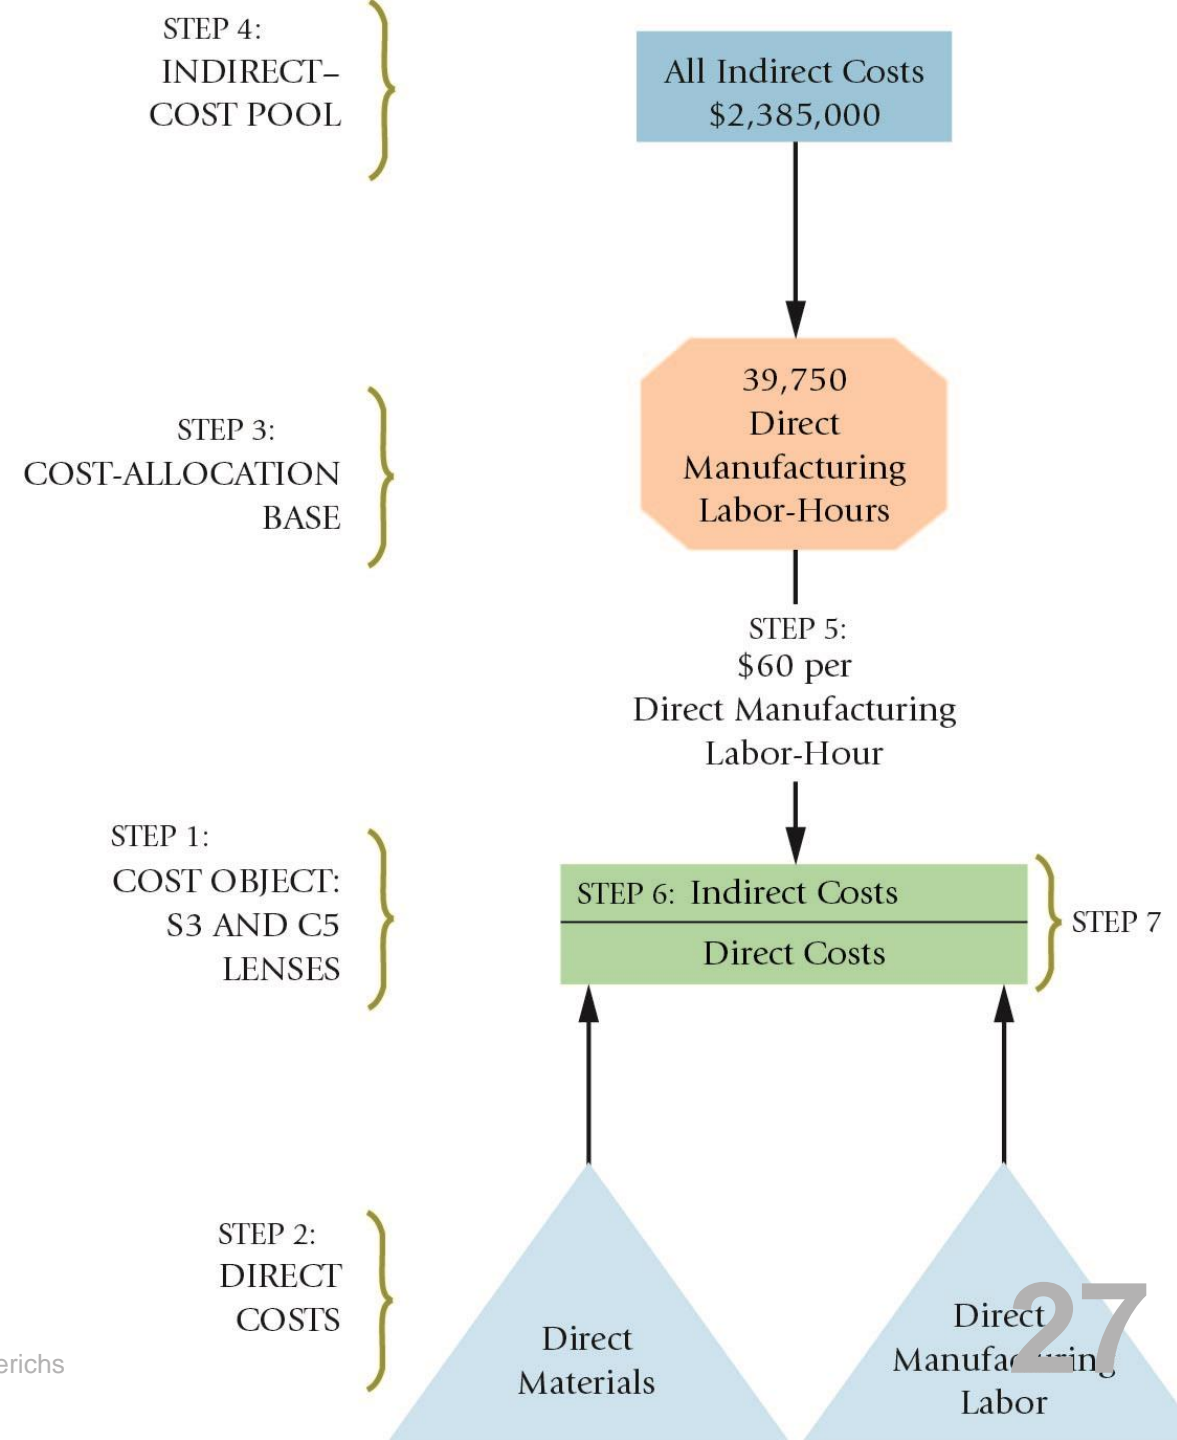 STEP 4:
INDIRECT–
COST POOL
All Indirect Costs
$2,385,000
STEP 3:
COST-ALLOCATION
BASE
39,750
Direct
Manufacturing
Labor-Hours
STEP 5:
$60 per
Direct Manufacturing
Labor-Hour
STEP 1:
COST OBJECT:
S3 AND C5
LENSES
STEP 6: Indirect Costs
Direct Costs
STEP 7
STEP 2:
DIRECT
COSTS
Direct
Materials
Direct
Manufacturing
Labor
27
erichs